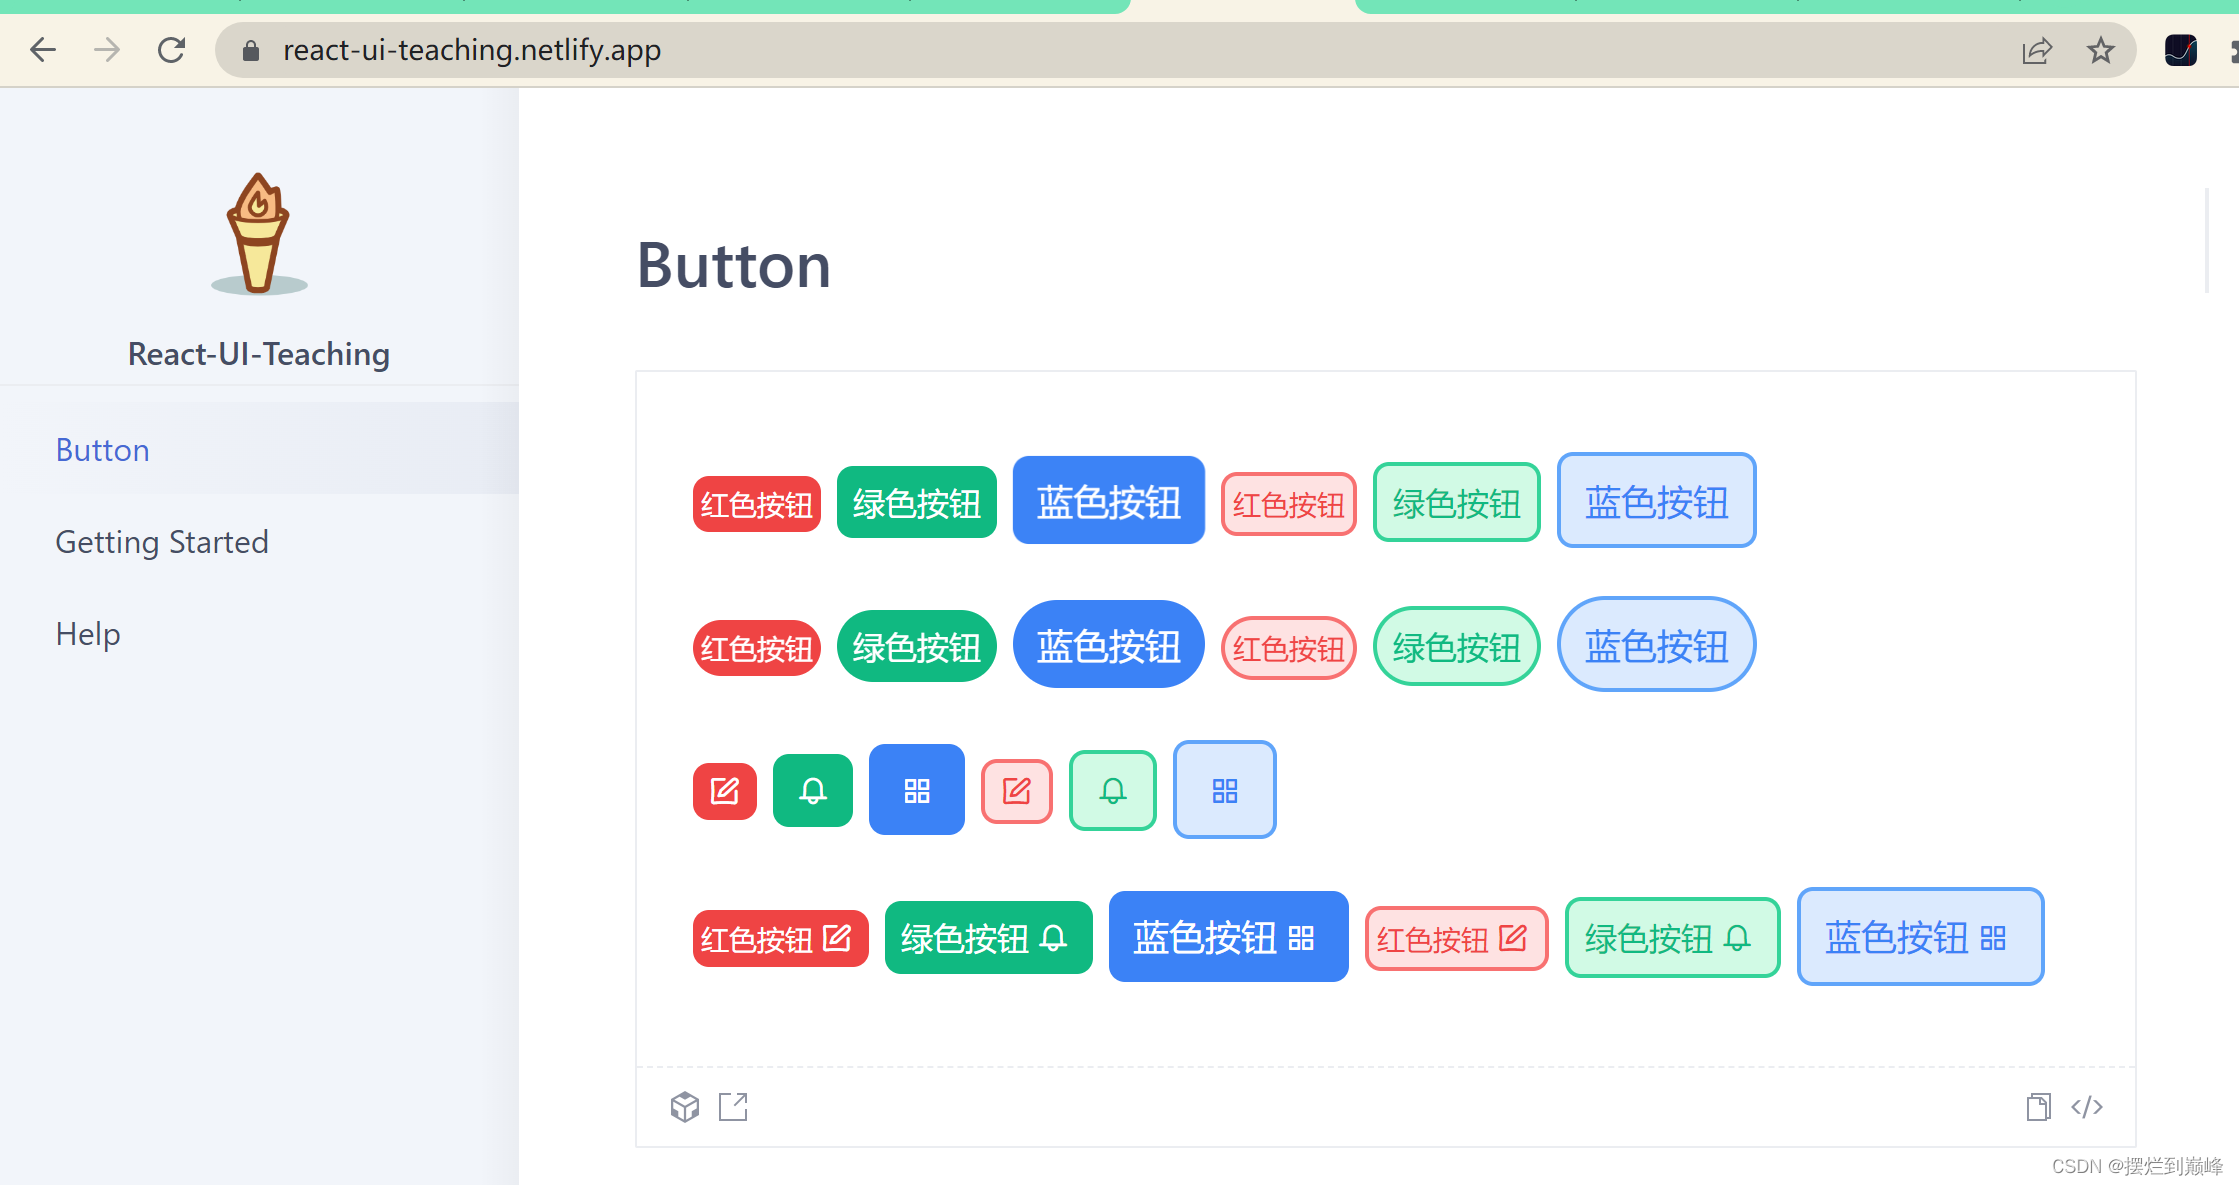 react-ui-teaching.netlify.app
React-UI-Teaching
Button
Getting Started
Help
Button
红色按钮 绿色按钮 蓝色按钮 红色按钮 绿色按钮 蓝色按钮
红色按钮 绿色按钮 蓝色按钮 红色按钮 绿色按钮 蓝色按钮
红色按钮 绿色按钮 蓝色按钮 红色按钮 绿色按钮 蓝色按钮
CSDN @摆烂到巅峰